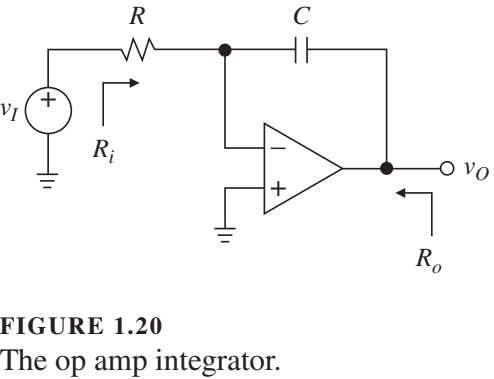 R
C
v_I
+
R_i
−
+
v_O
R_o
FIGURE 1.20
The op amp integrator.